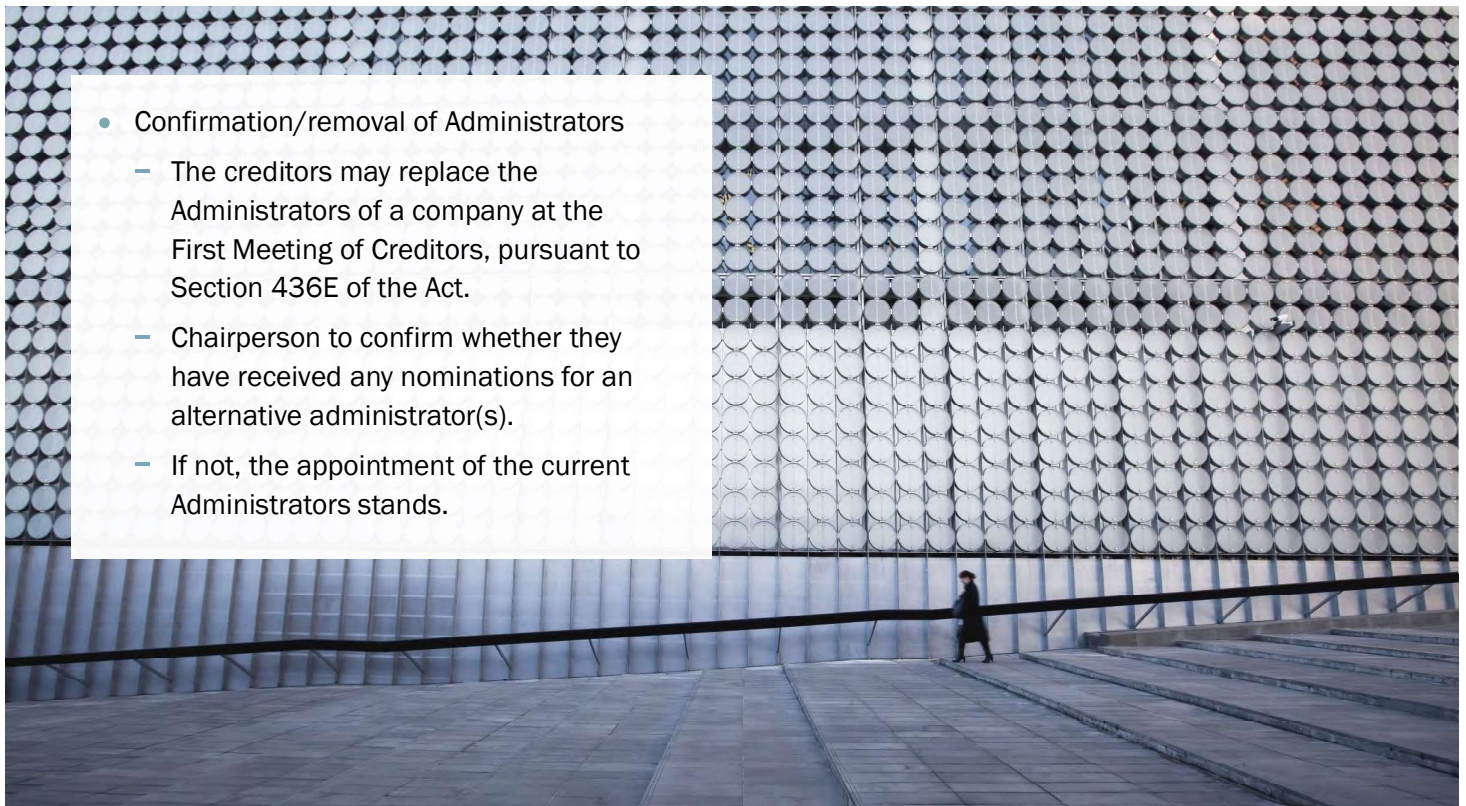 • Confirmation/removal of Administrators
– The creditors may replace the
Administrators of a company at the
First Meeting of Creditors, pursuant to
Section 436E of the Act.
– Chairperson to confirm whether they
have received any nominations for an
alternative administrator(s).
– If not, the appointment of the current
Administrators stands.